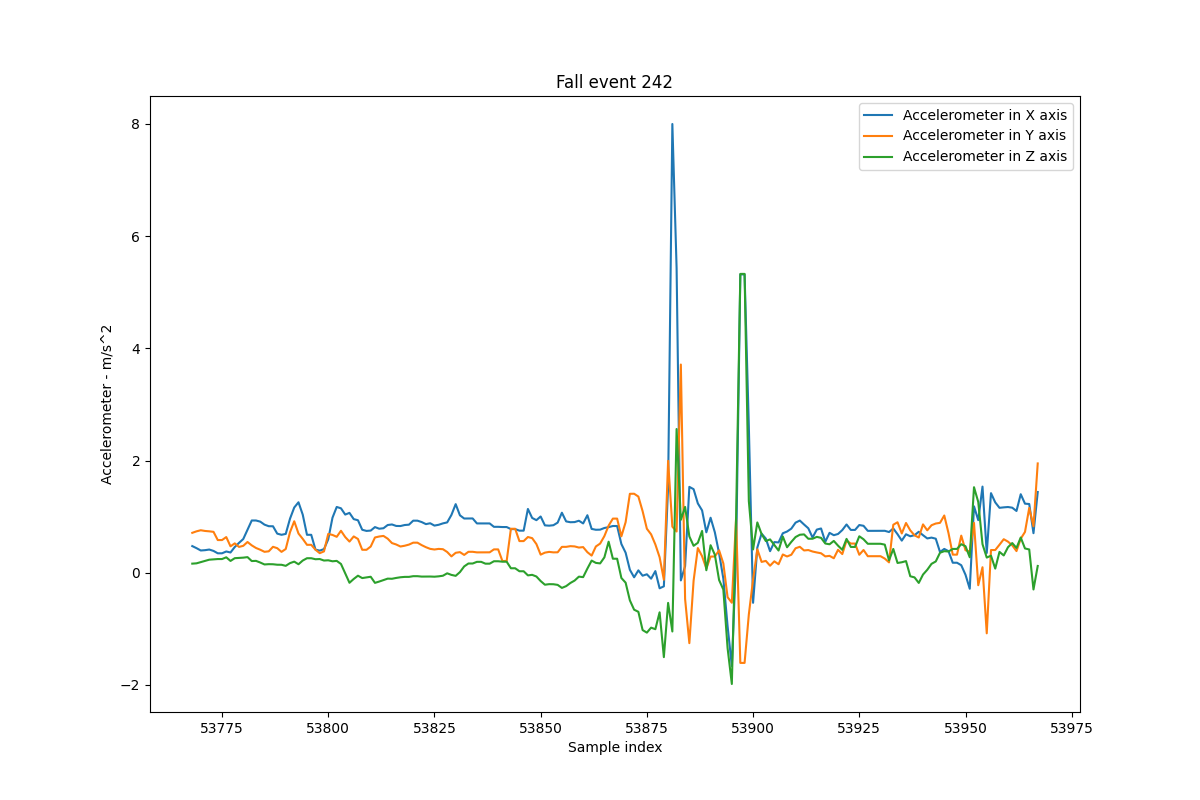 Fall event 242
Accelerometer in X axis
Accelerometer in Y axis
Accelerometer in Z axis
8
6
4
2
0
−2
Accelerometer - m/s^2
53775 53800 53825 53850 53875 53900 53925 53950 53975
Sample index